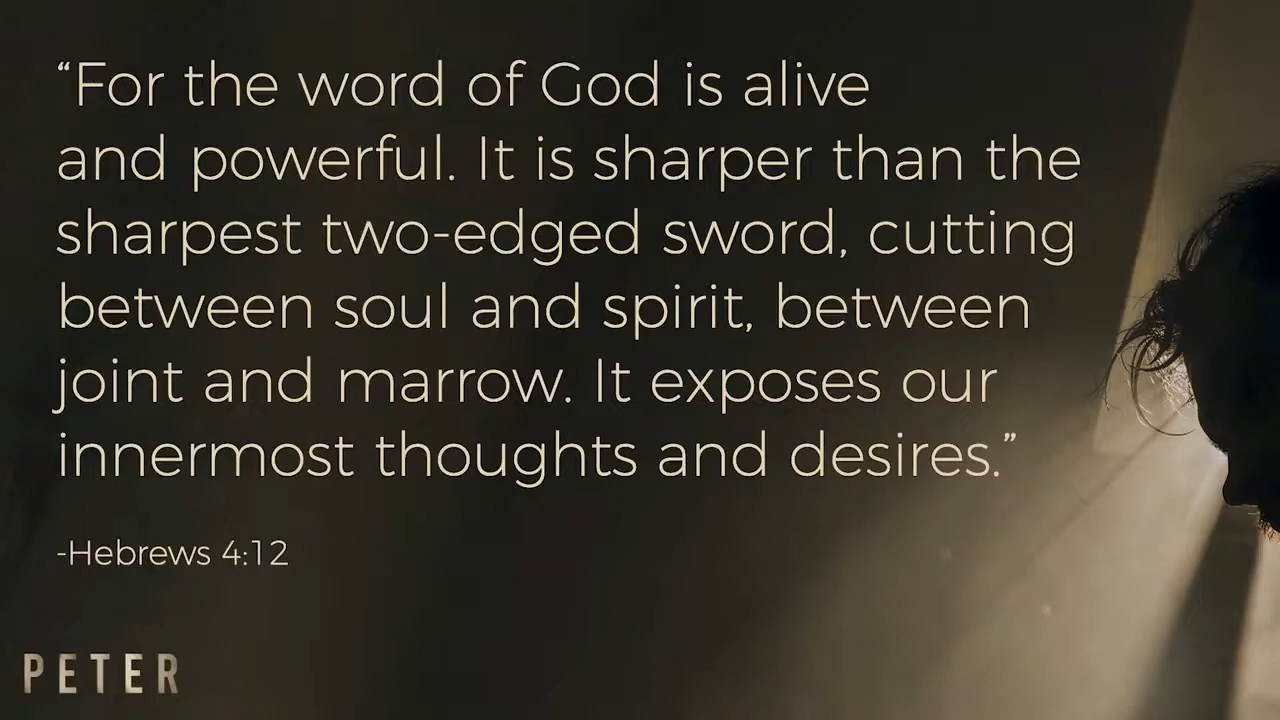 “For the word of God is alive
and powerful. It is sharper than the
sharpest two-edged sword, cutting
between soul and spirit, between
joint and marrow. It exposes our
innermost thoughts and desires.”
-Hebrews 4:12
PETER